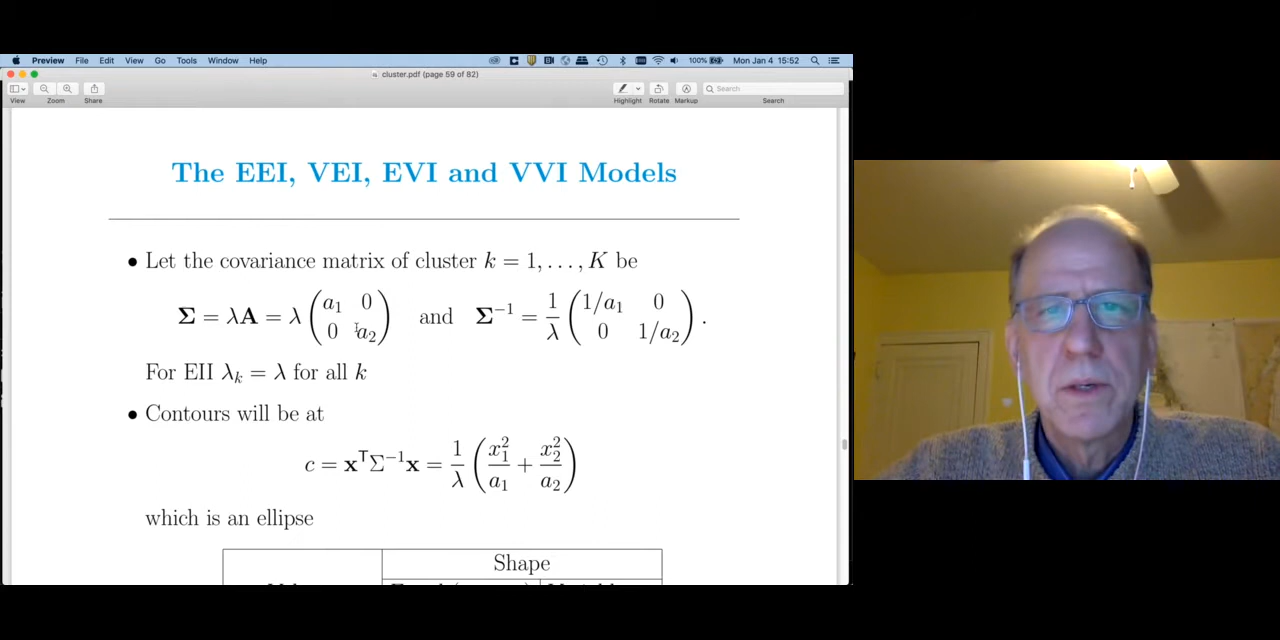 Preview File Edit View Go Tools Window Help 100% Mon Jan 4 15:52
cluster.pdf (page 59 of 82)
View Zoom Share Highlight Rotate Markup Search
Search
The EEI, VEI, EVI and VVI Models
• Let the covariance matrix of cluster k = 1, . . . , K be
Σ = λA = λ ( a₁ 0 ; 0 a₂ ) and Σ⁻¹ = 1/λ ( 1/a₁ 0 ; 0 1/a₂ ) .
For EII λₖ = λ for all k
• Contours will be at
c = xᵀΣ⁻¹x = 1/λ ( x₁²/a₁ + x₂²/a₂ )
which is an ellipse
Shape